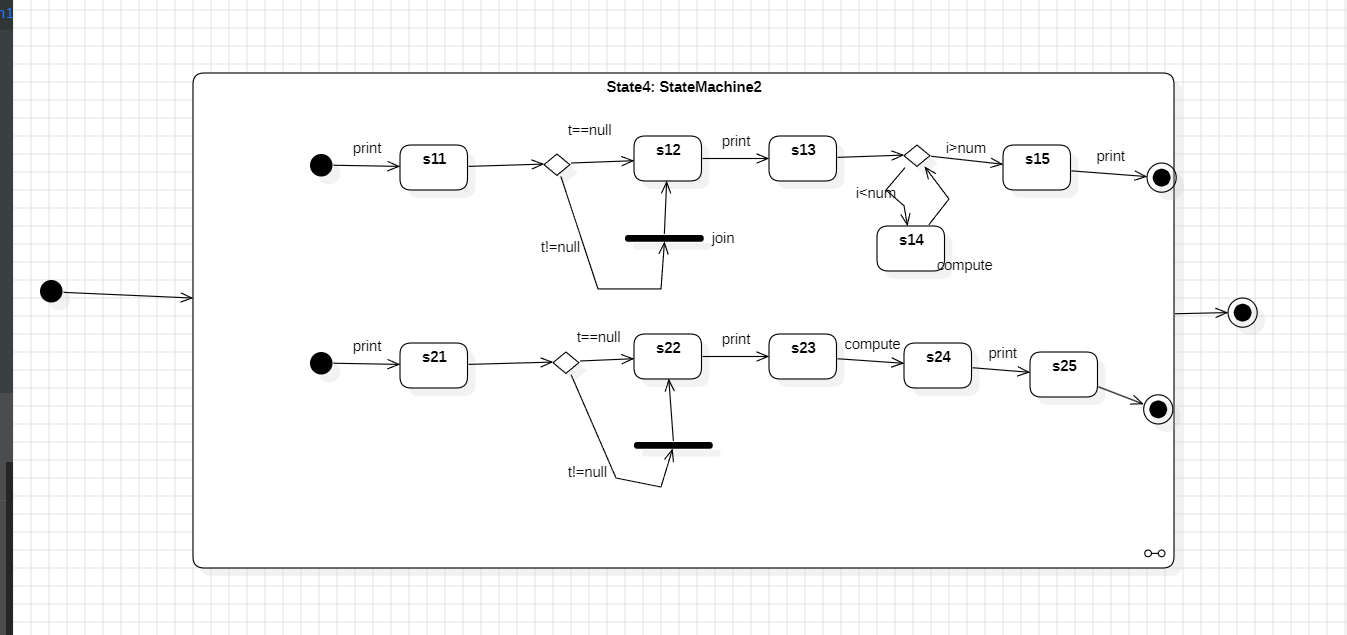 n1
State4: StateMachine2
t==null
print
s11
s12
print
s13
i>num
s15
print
i<num
t!=null
join
s14
compute
print
s21
t==null
s22
print
s23
compute
s24
print
s25
t!=null